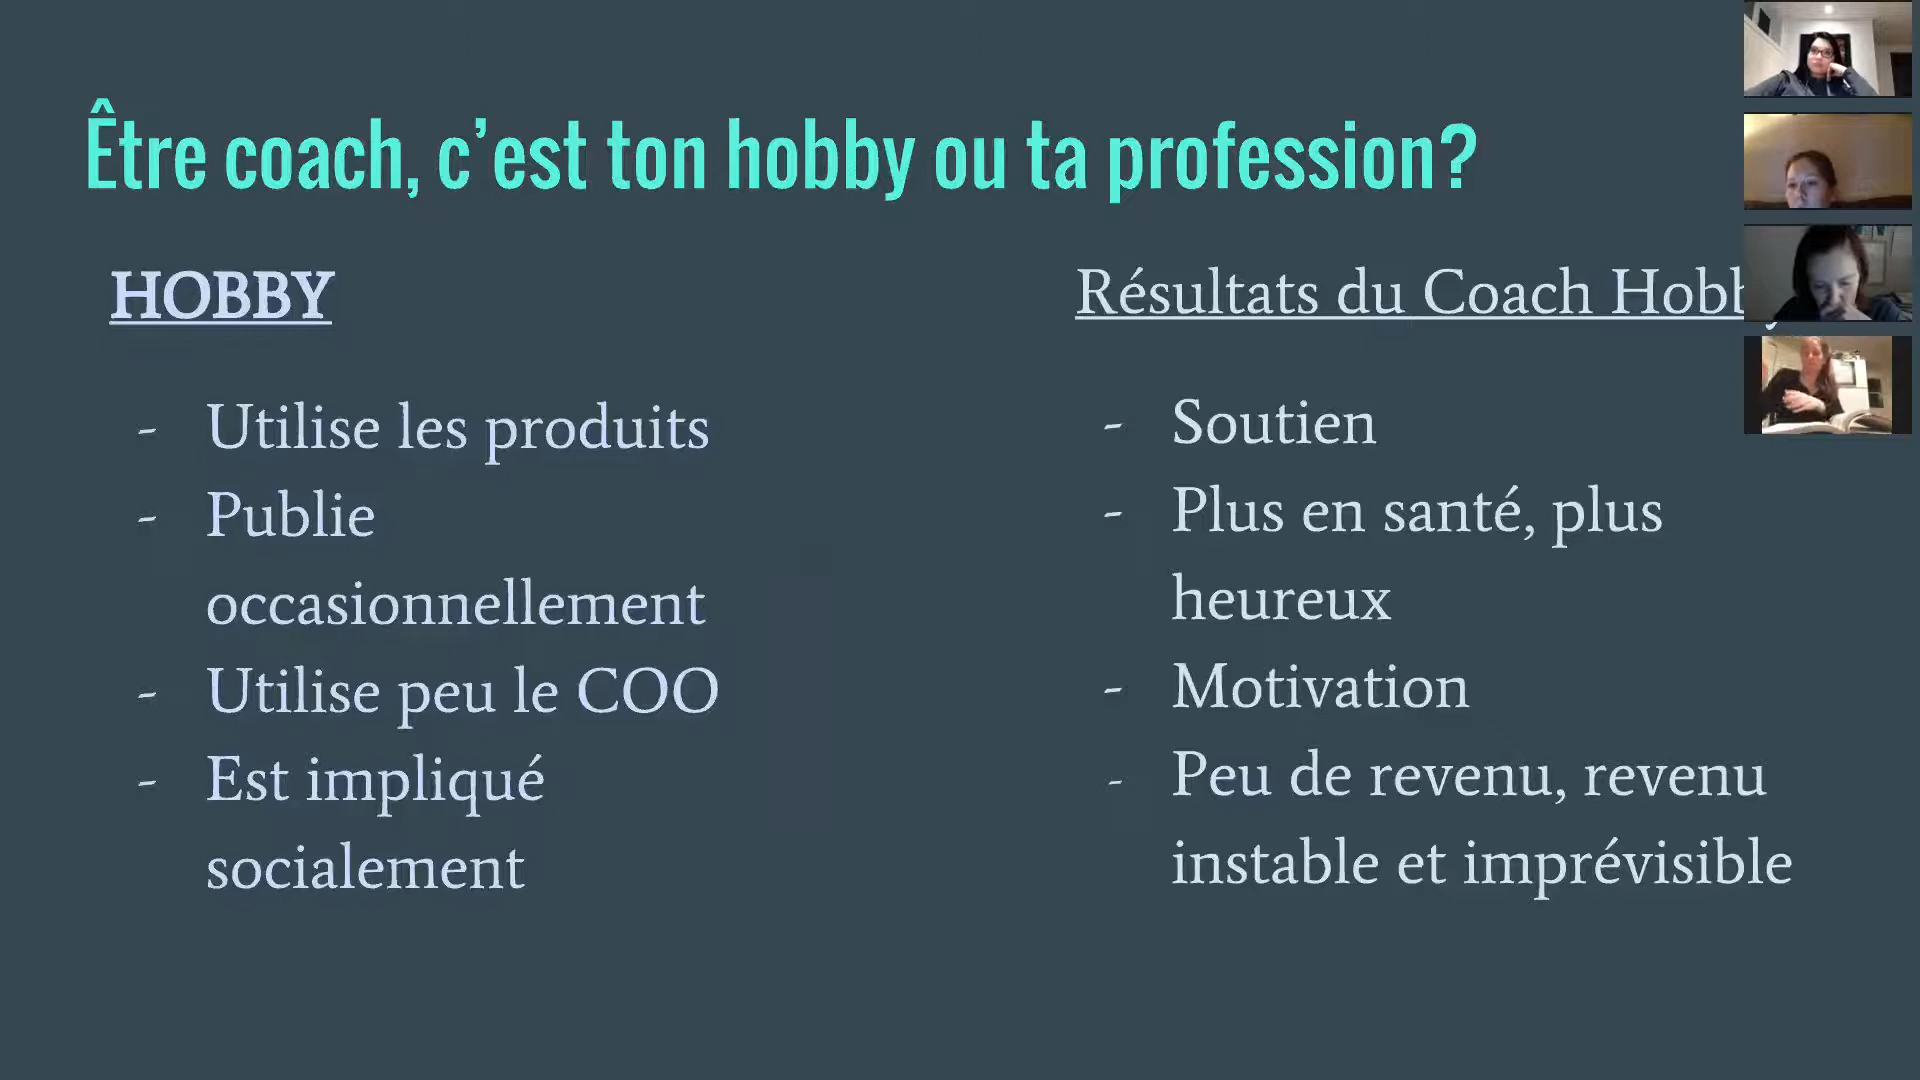 Être coach, c’est ton hobby ou ta profession?
HOBBY
- Utilise les produits
- Publie
occasionnellement
- Utilise peu le COO
- Est impliqué
socialement
Résultats du Coach Hobby
- Soutien
- Plus en santé, plus
heureux
- Motivation
- Peu de revenu, revenu
instable et imprévisible